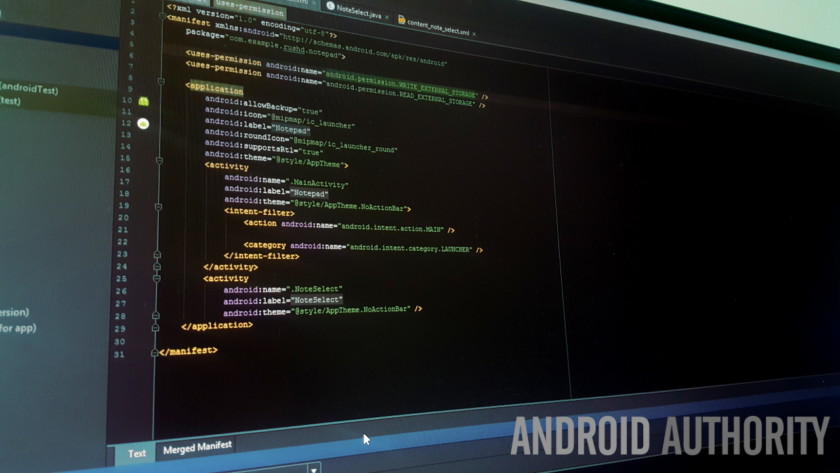 uses-permission
NoteSelect.java ×
content_note_select.xml ×
(androidTest)
(test)
ersion)
for app)
1
2
3
4
5
6
7
8
9
10
11
12
13
14
15
16
17
18
19
20
21
22
23
24
25
26
27
28
29
30
31
<?xml version="1.0" encoding="utf-8"?>
<manifest xmlns:android="http://schemas.android.com/apk/res/android"
package="com.example.rushd.notepad">
<uses-permission android:name="android.permission.WRITE_EXTERNAL_STORAGE" />
<uses-permission android:name="android.permission.READ_EXTERNAL_STORAGE" />
<application
android:allowBackup="true"
android:icon="@mipmap/ic_launcher"
android:label="Notepad"
android:roundIcon="@mipmap/ic_launcher_round"
android:supportsRtl="true"
android:theme="@style/AppTheme">
<activity
android:name=".MainActivity"
android:label="Notepad"
android:theme="@style/AppTheme.NoActionBar">
<intent-filter>
<action android:name="android.intent.action.MAIN" />
<category android:name="android.intent.category.LAUNCHER" />
</intent-filter>
</activity>
<activity
android:name=".NoteSelect"
android:label="NoteSelect"
android:theme="@style/AppTheme.NoActionBar" />
</application>
</manifest>
Text
Merged Manifest
ANDROID AUTHORITY